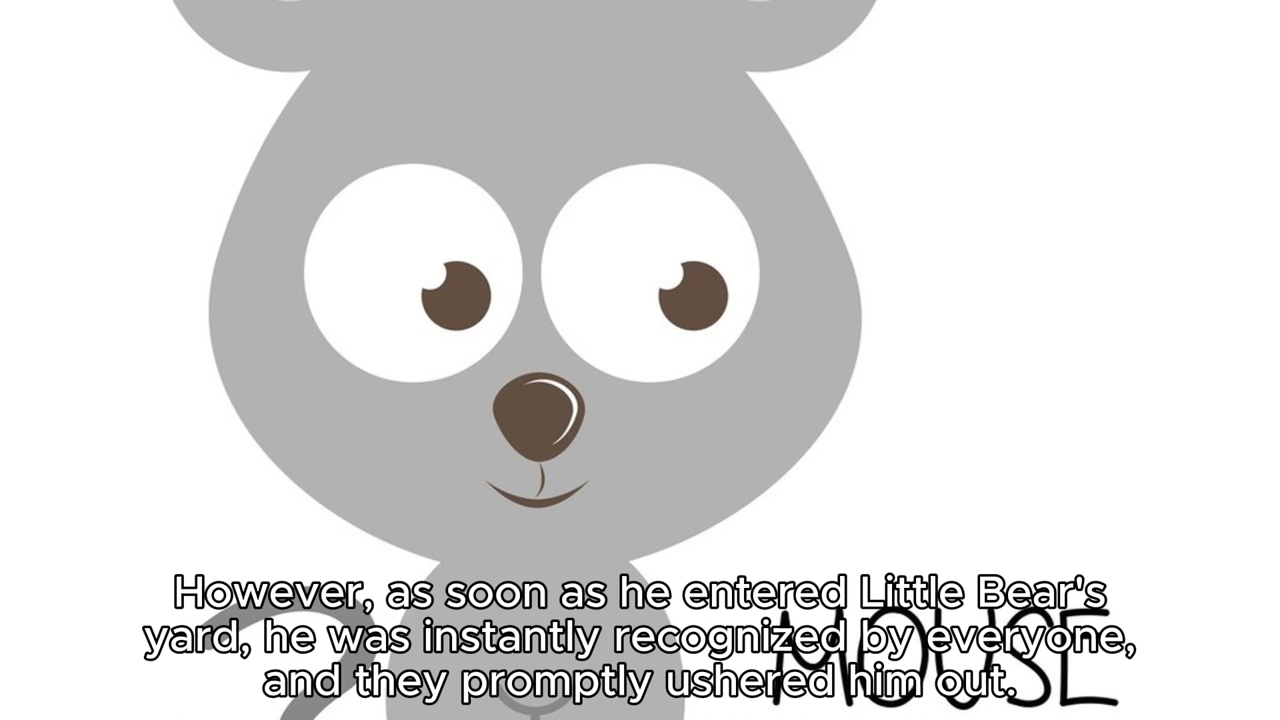 However, as soon as he entered Little Bear's
yard, he was instantly recognized by everyone,
and they promptly ushered him out.
MOUSE